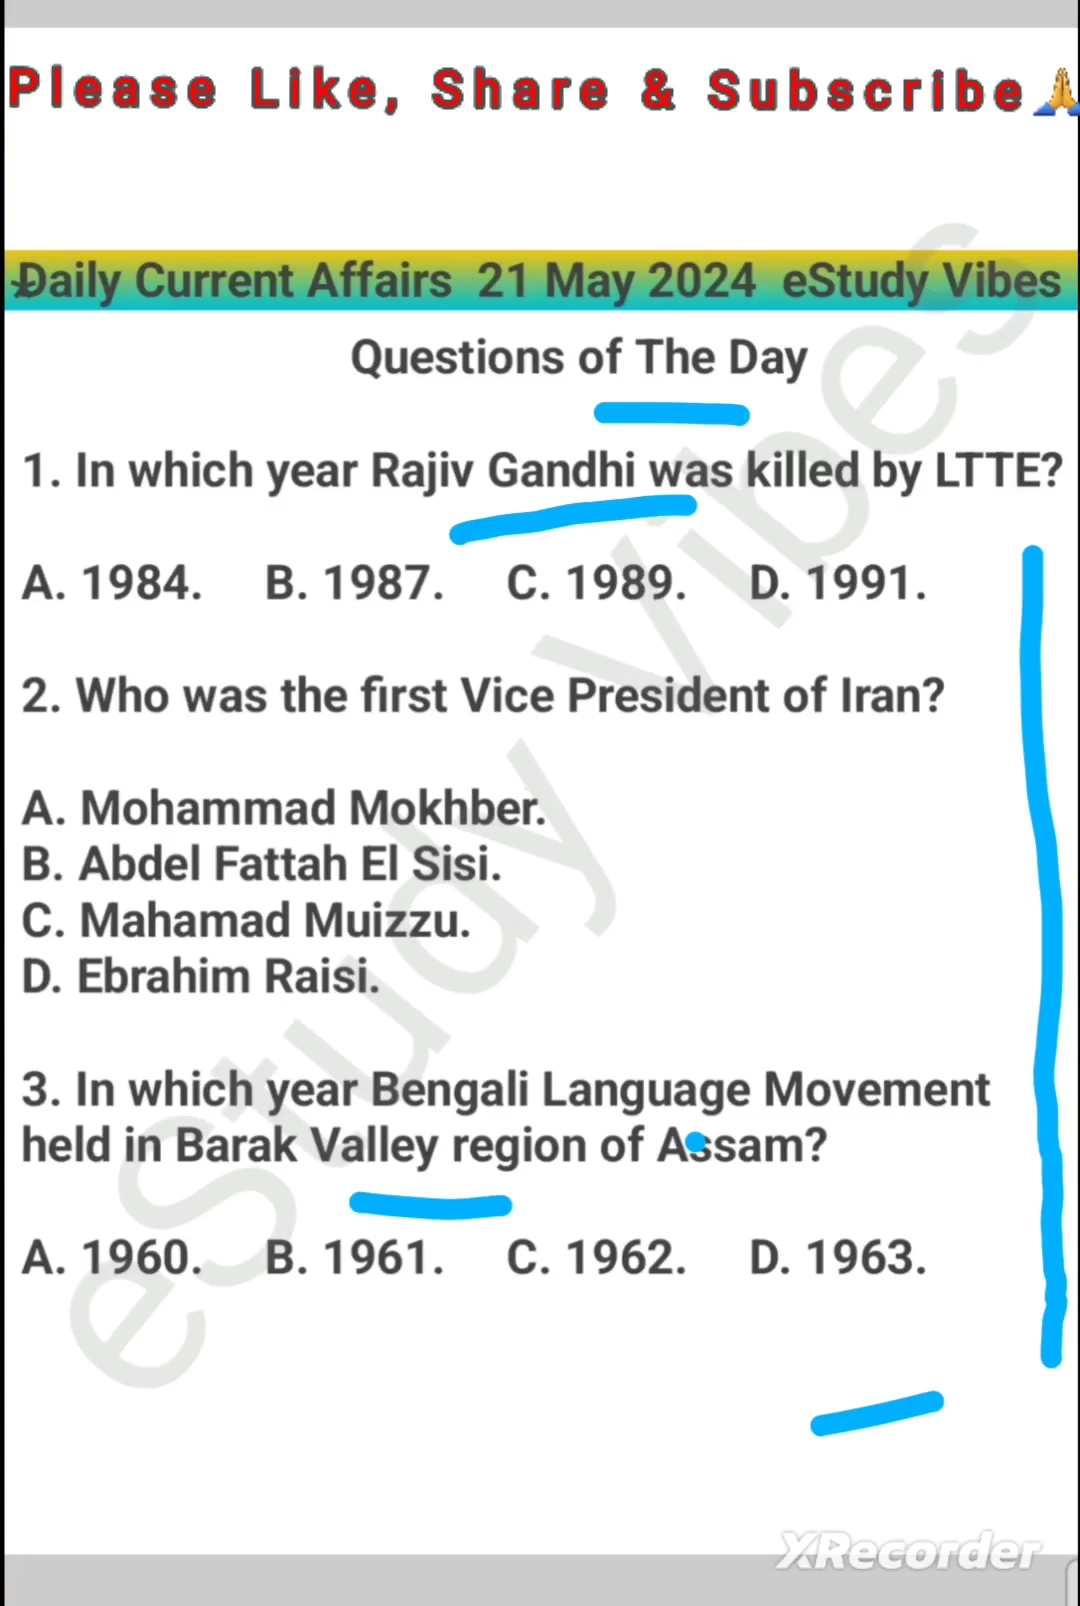 Please Like, Share & Subscribe🙏
Daily Current Affairs 21 May 2024 eStudy Vibes
Questions of The Day
1. In which year Rajiv Gandhi was killed by LTTE?
A. 1984. B. 1987. C. 1989. D. 1991.
2. Who was the first Vice President of Iran?
A. Mohammad Mokhber.
B. Abdel Fattah El Sisi.
C. Mahamad Muizzu.
D. Ebrahim Raisi.
3. In which year Bengali Language Movement
held in Barak Valley region of Assam?
A. 1960. B. 1961. C. 1962. D. 1963.
eStudy Vibes
XRecorder